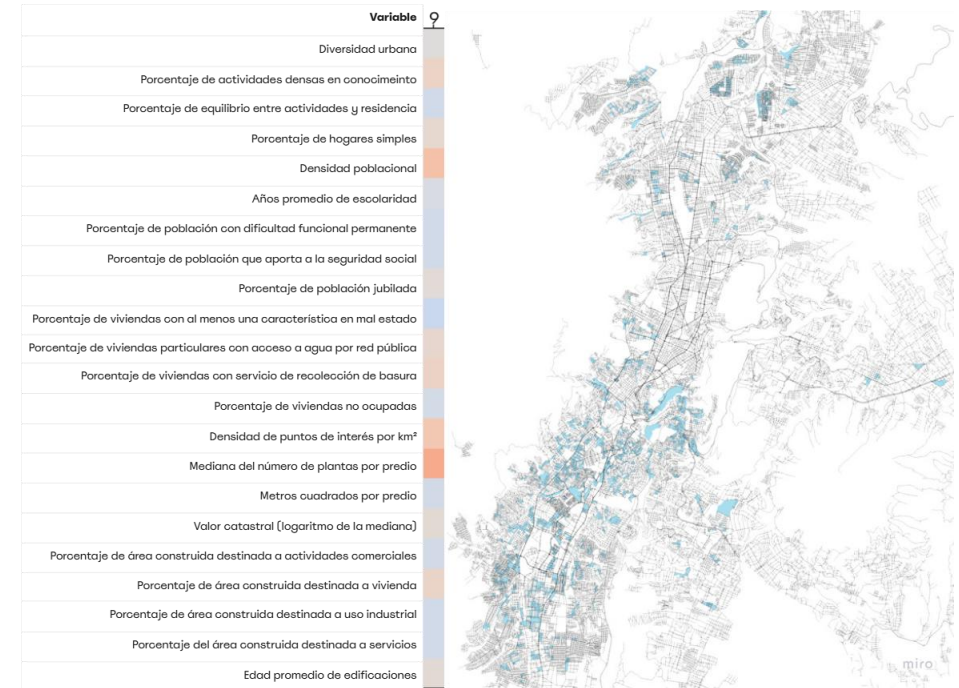 Variable 9
Diversidad urbana
Porcentaje de actividades densas en conocimeinto
Porcentaje de equilibrio entre actividades y residencia
Porcentaje de hogares simples
Densidad poblacional
Años promedio de escolaridad
Porcentaje de población con dificultad funcional permanente
Porcentaje de población que aporta a la seguridad social
Porcentaje de población jubilada
Porcentaje de viviendas con al menos una característica en mal estado
Porcentaje de viviendas particulares con acceso a agua por red pública
Porcentaje de viviendas con servicio de recolección de basura
Porcentaje de viviendas no ocupadas
Densidad de puntos de interés por km²
Mediana del número de plantas por predio
Metros cuadrados por predio
Valor catastral (logaritmo de la mediana)
Porcentaje de área construida destinada a actividades comerciales
Porcentaje de área construida destinada a vivienda
Porcentaje de área construida destinada a uso industrial
Porcentaje del área construida destinada a servicios
Edad promedio de edificaciones
miro